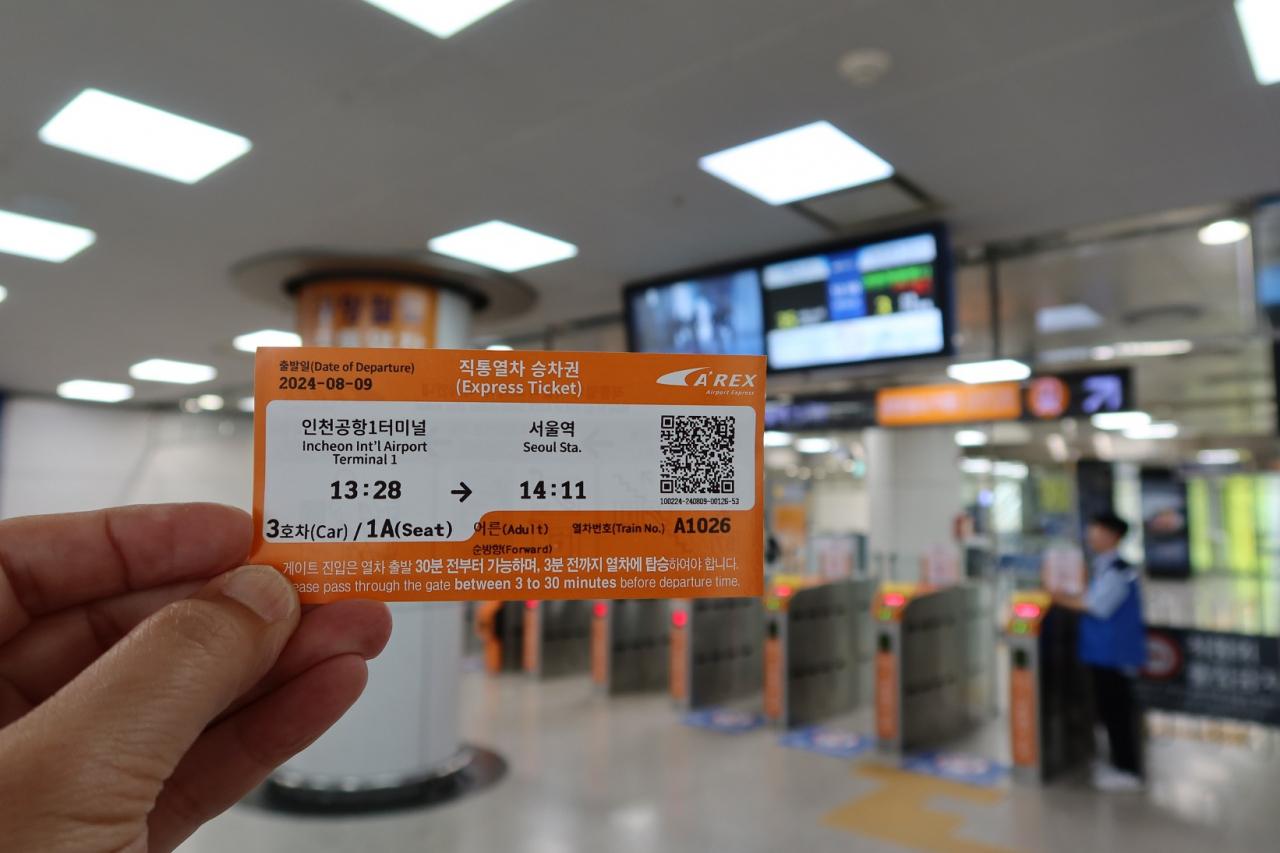 출발일(Date of Departure)
2024-08-09
직통열차 승차권
(Express Ticket)
A'REX
Airport Express
인천공항1터미널
Incheon Int'l Airport
Terminal 1
13:28
→
서울역
Seoul Sta.
14:11
100224-240809-00126-53
3호차(Car) / 1A(Seat)
어른(Adult)
열차번호(Train No.) A1026
순방향(Forward)
게이트 진입은 열차 출발 30분 전부터 가능하며, 3분 전까지 열차에 탑승하여야 합니다.
ease pass through the gate between 3 to 30 minutes before departure time.